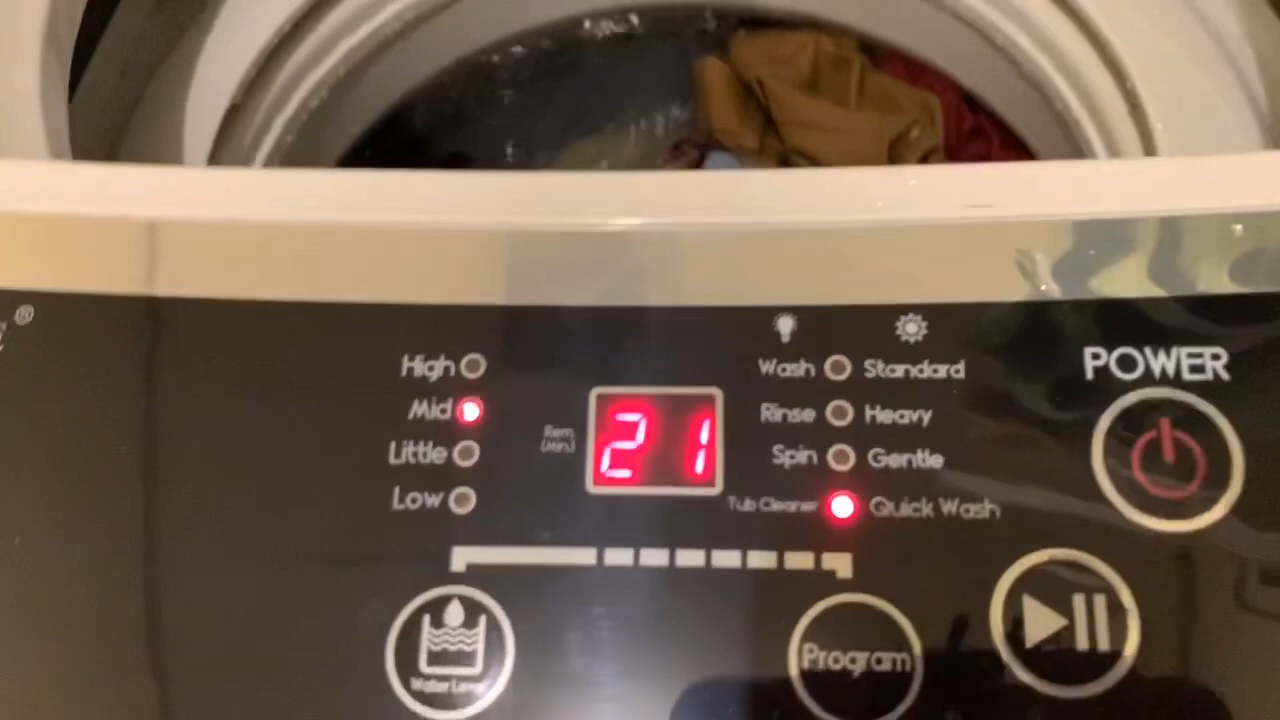 ®
High
Mid
Little
Low
Rem.
(Min.)
21
Wash Standard
Rinse Heavy
Spin Gentle
Tub Cleaner Quick Wash
POWER
Water Level
Program